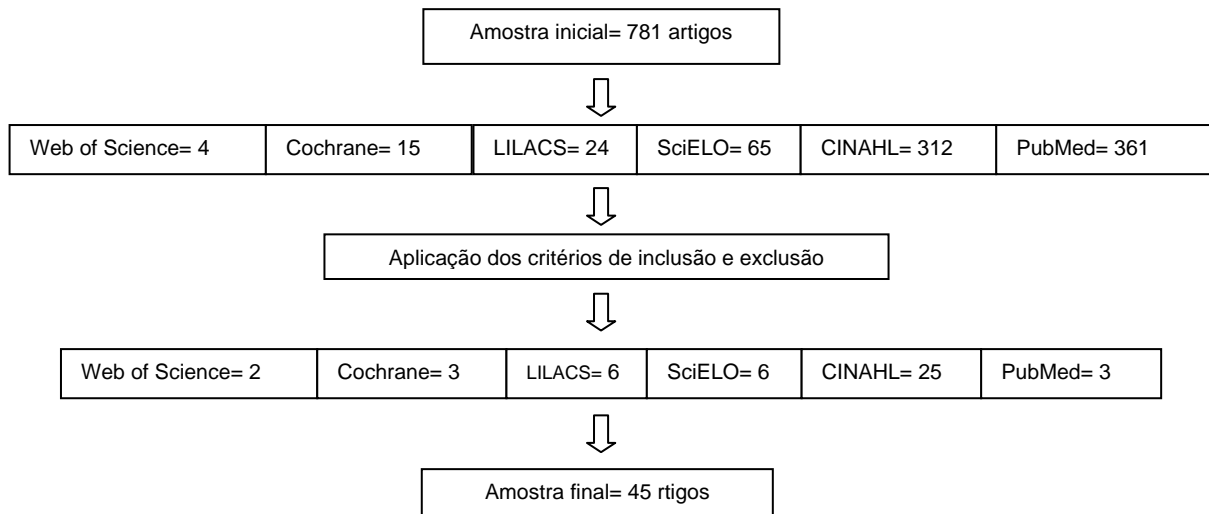 Amostra inicial= 781 artigos
Web of Science= 4 Cochrane= 15 LILACS= 24 SciELO= 65 CINAHL= 312 PubMed= 361
Aplicação dos critérios de inclusão e exclusão
Web of Science= 2 Cochrane= 3 LILACS= 6 SciELO= 6 CINAHL= 25 PubMed= 3
Amostra final= 45 rtigos